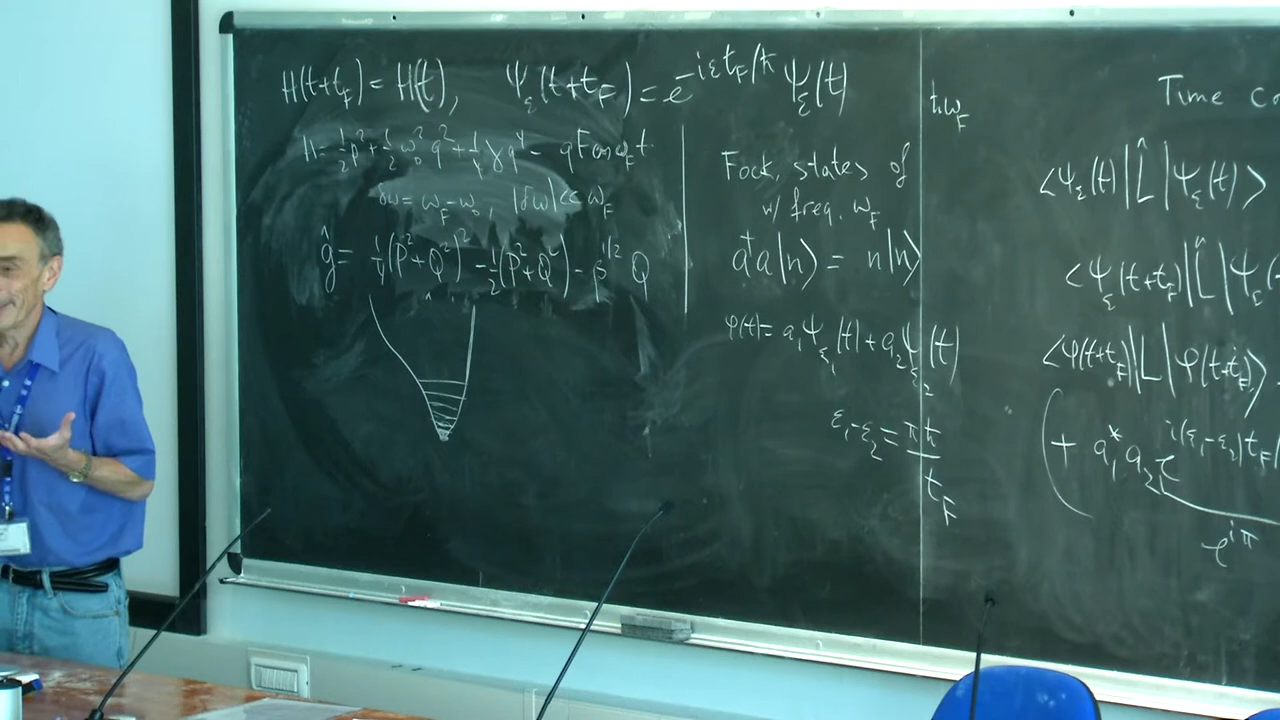 H(t+t_F) = H(t), Ψ_ε(t+t_F) = e^{-iεt_F/ħ} Ψ_ε(t)
H = ½p² + ½ω₀²q² + ¼γq⁴ - qF cos ω_F t
δω = ω_F - ω₀, |δω| << ω_F
ĝ = ¼(P²+Q²)² - ½(P²+Q²) - β^{1/2} Q
ħω_F
Fock states of
w/ freq. ω_F
a⁺a|n⟩ = n|n⟩
φ(t) = a₁Ψ_{ε₁}(t) + a₂Ψ_{ε₂}(t)
ε₁-ε₂ = πħ/t_F
Time co
⟨Ψ_ε(t)|L̂|Ψ_ε(t)⟩
⟨Ψ_ε(t+t_F)|L̂|Ψ_ε(
⟨φ(t+t_F)|L|φ(t+t_F)⟩
(+ a₁* a₂ e^{i(ε₁-ε₂)t_F/
e^{iπ}